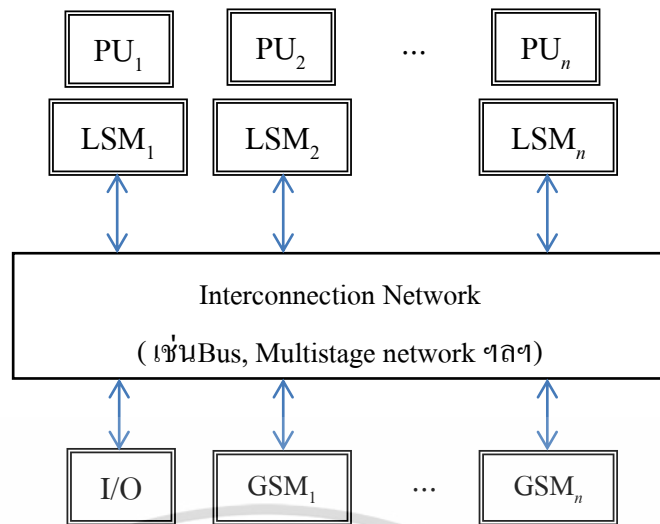 PU₁ PU₂ ... PUₙ
LSM₁ LSM₂ LSMₙ
Interconnection Network
( เช่นBus, Multistage network ฯลฯ)
I/O GSM₁ ... GSMₙ